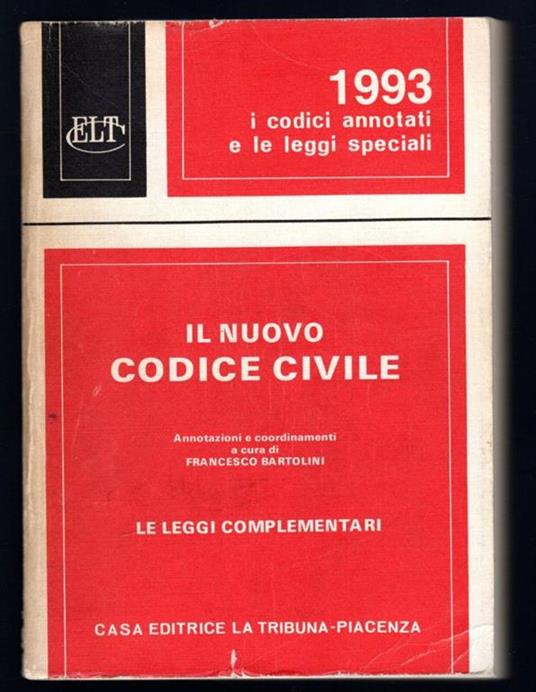 CELT
1993
i codici annotati
e le leggi speciali
IL NUOVO
CODICE CIVILE
Annotazioni e coordinamenti
a cura di
FRANCESCO BARTOLINI
LE LEGGI COMPLEMENTARI
CASA EDITRICE LA TRIBUNA-PIACENZA